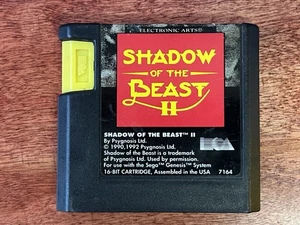 ELECTRONIC ARTS®
SHADOW
OF THE
BEAST
II
SHADOW OF THE BEAST™ II
By Psygnosis Ltd.
© 1990,1992 Psygnosis Ltd.
Shadow of the Beast is a trademark
of Psygnosis Ltd. Used by permission.
For use with the Sega™ Genesis System.
16-BIT CARTRIDGE, Assembled in the USA 7164